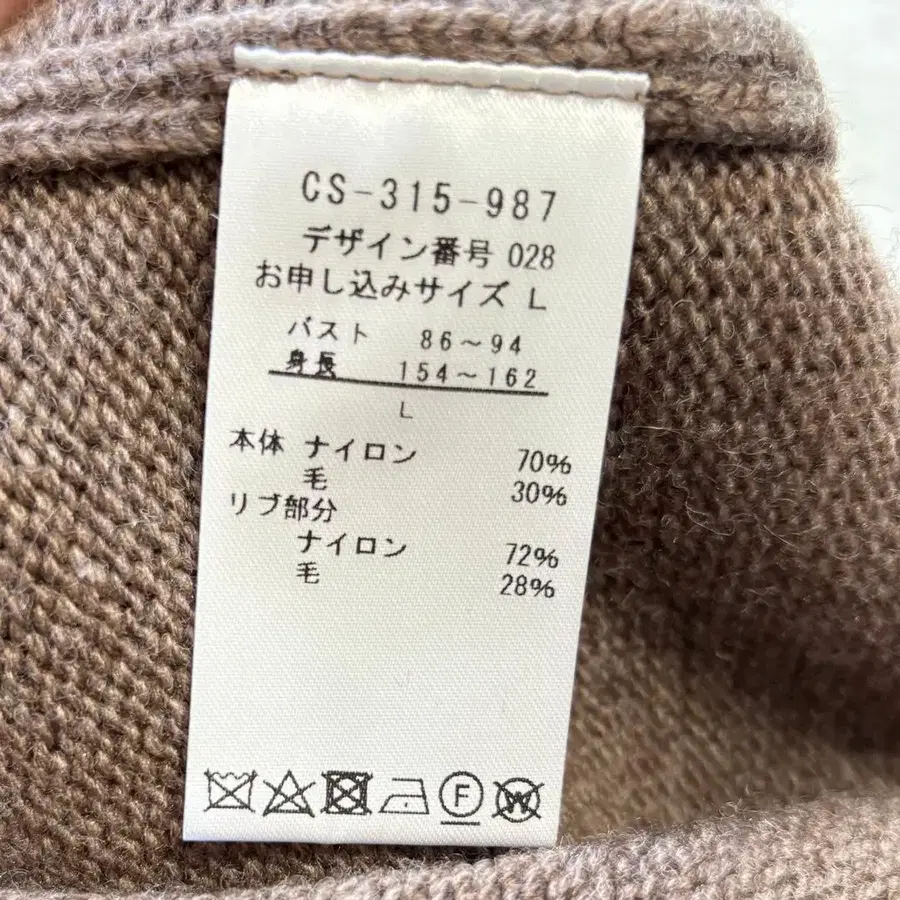 CS-315-987
デザイン番号 028
お申し込みサイズ L
バスト 86～94
身長 154～162
L
本体 ナイロン 70%
毛 30%
リブ部分
ナイロン 72%
毛 28%
F W